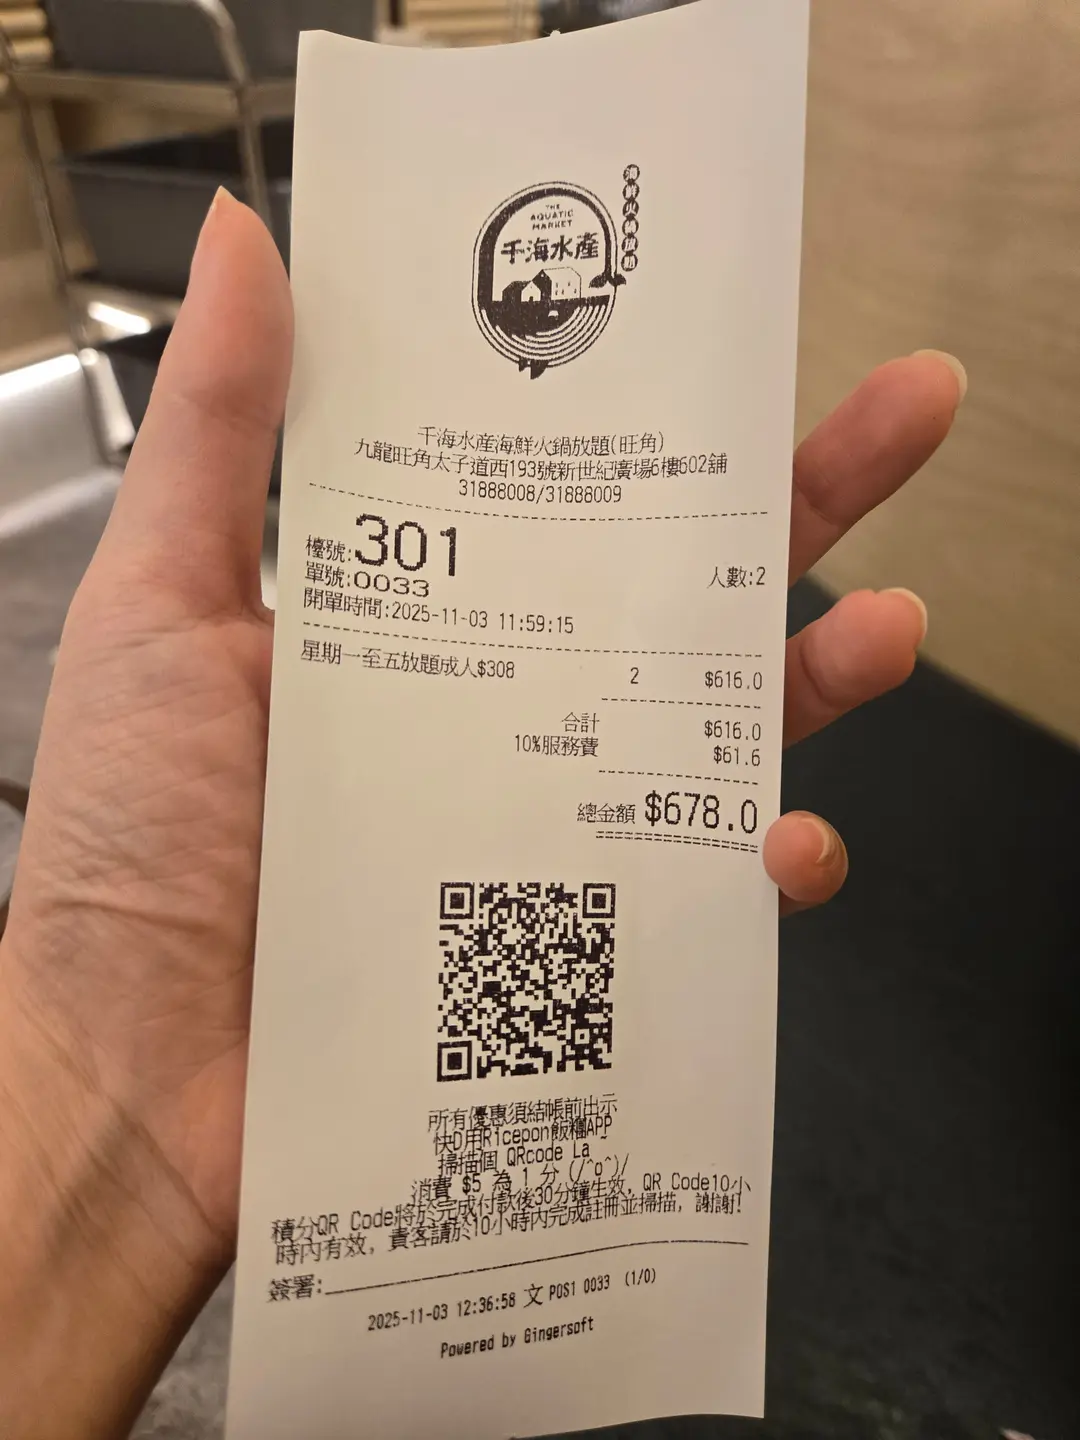 THE
AQUATIC
MARKET
千海水產
海鮮火鍋放題
千海水產海鮮火鍋放題(旺角)
九龍旺角太子道西193號新世紀廣場6樓602舖
31888008/31888009
檯號:301
單號:0033 人數:2
開單時間:2025-11-03 11:59:15
星期一至五放題成人$308 2 $616.0
合計 $616.0
10%服務費 $61.6
總金額 $678.0
所有優惠須結帳前出示
快D用Ricepon飯糰APP
掃描個 QRcode La~
消費 $5 為 1 分 (/^o^)/
積分QR Code將於完成付款後30分鐘生效, QR Code10小
時內有效, 貴客請於10小時內完成註冊並掃描, 謝謝!
簽署:
2025-11-03 12:36:58 文 POS1 0033 (1/0)
Powered by Gingersoft